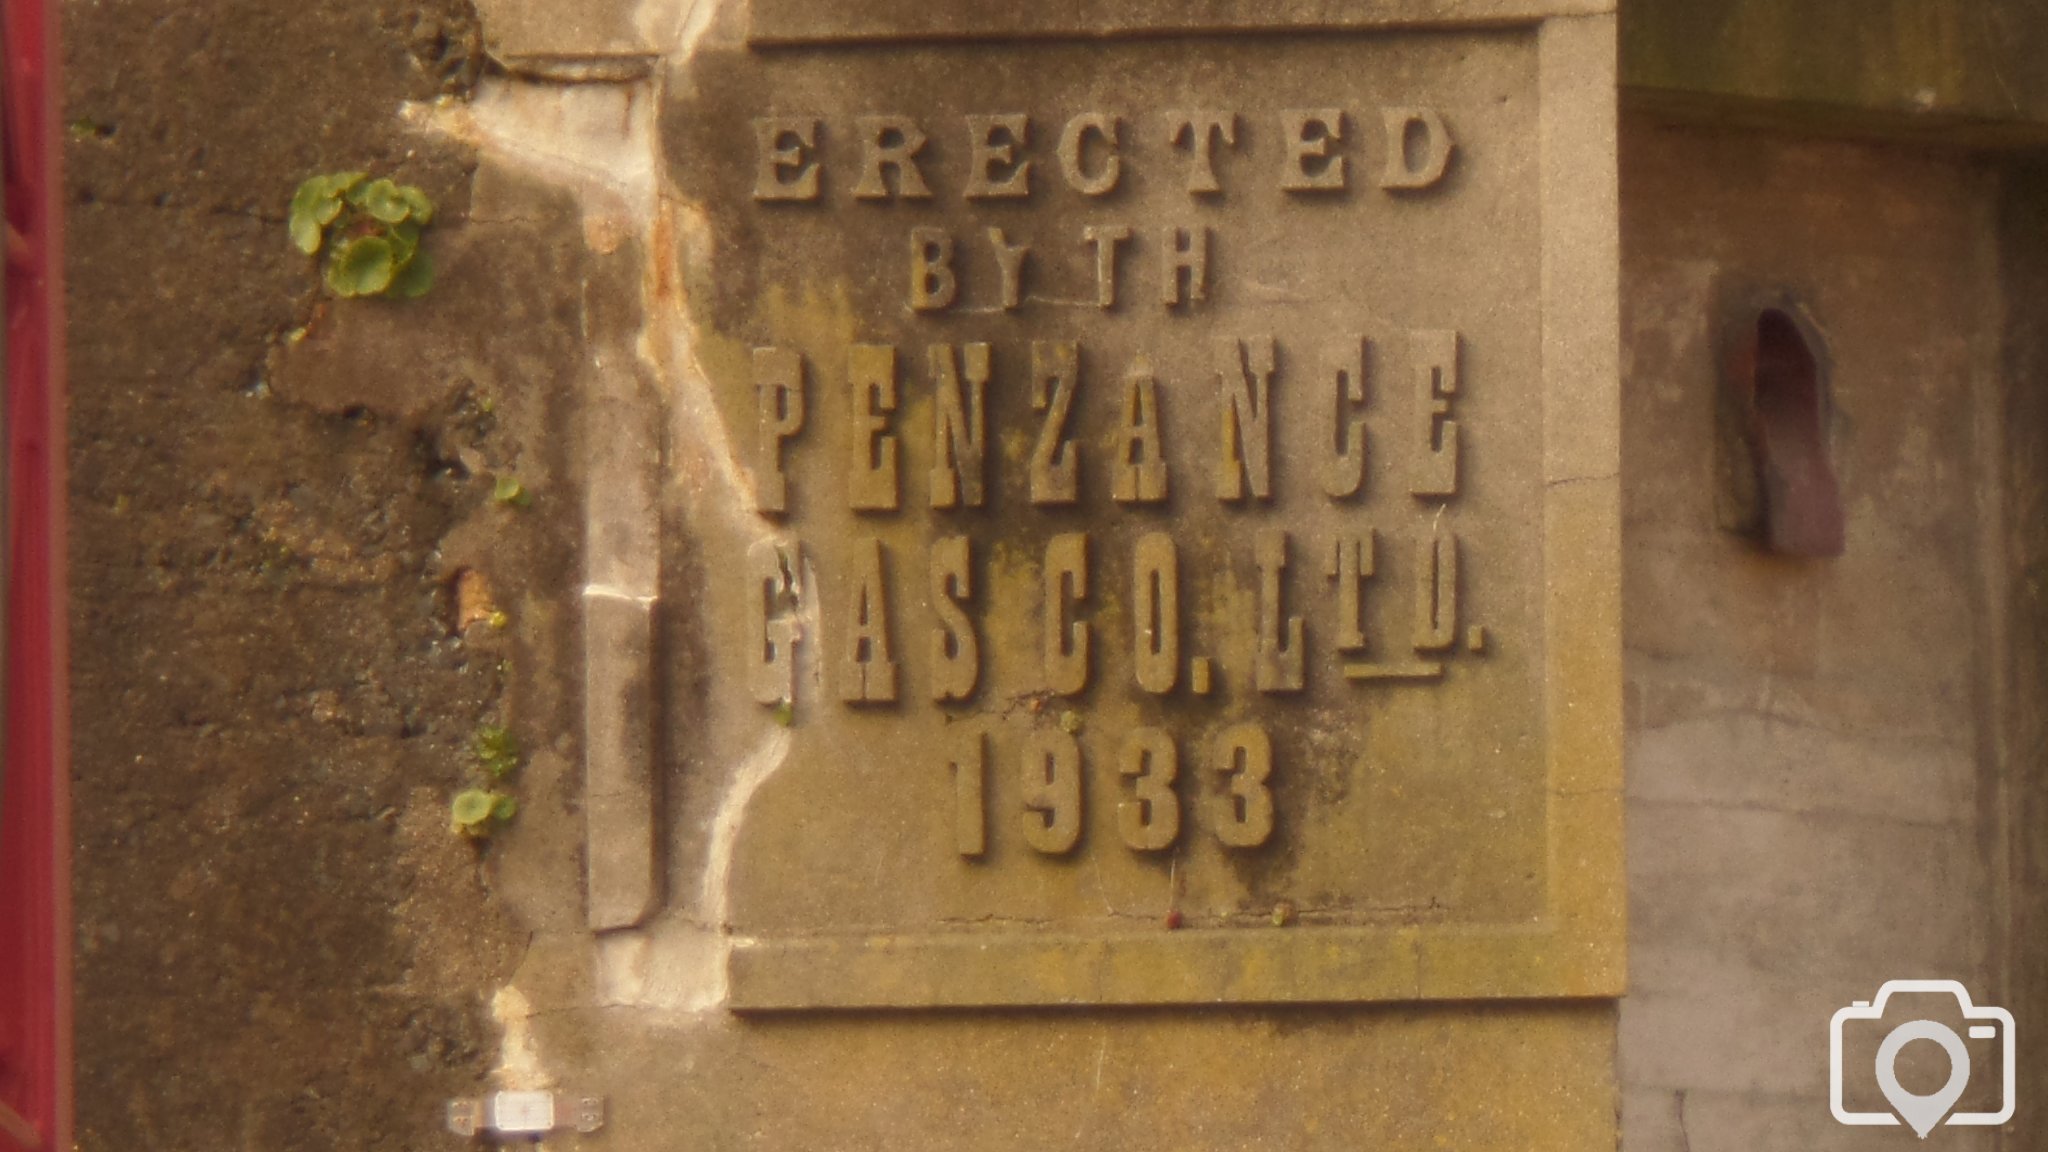 ERECTED
BY TH
PENZANCE
GAS CO. LTD.
1933